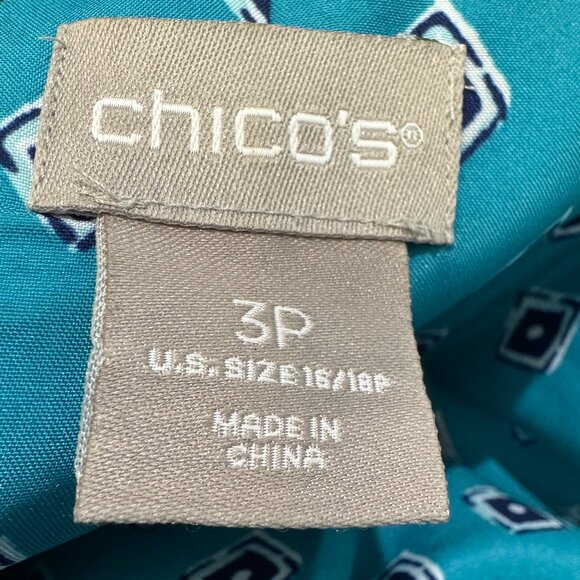 chico's®
3P
U.S. SIZE 16/18P
MADE IN
CHINA